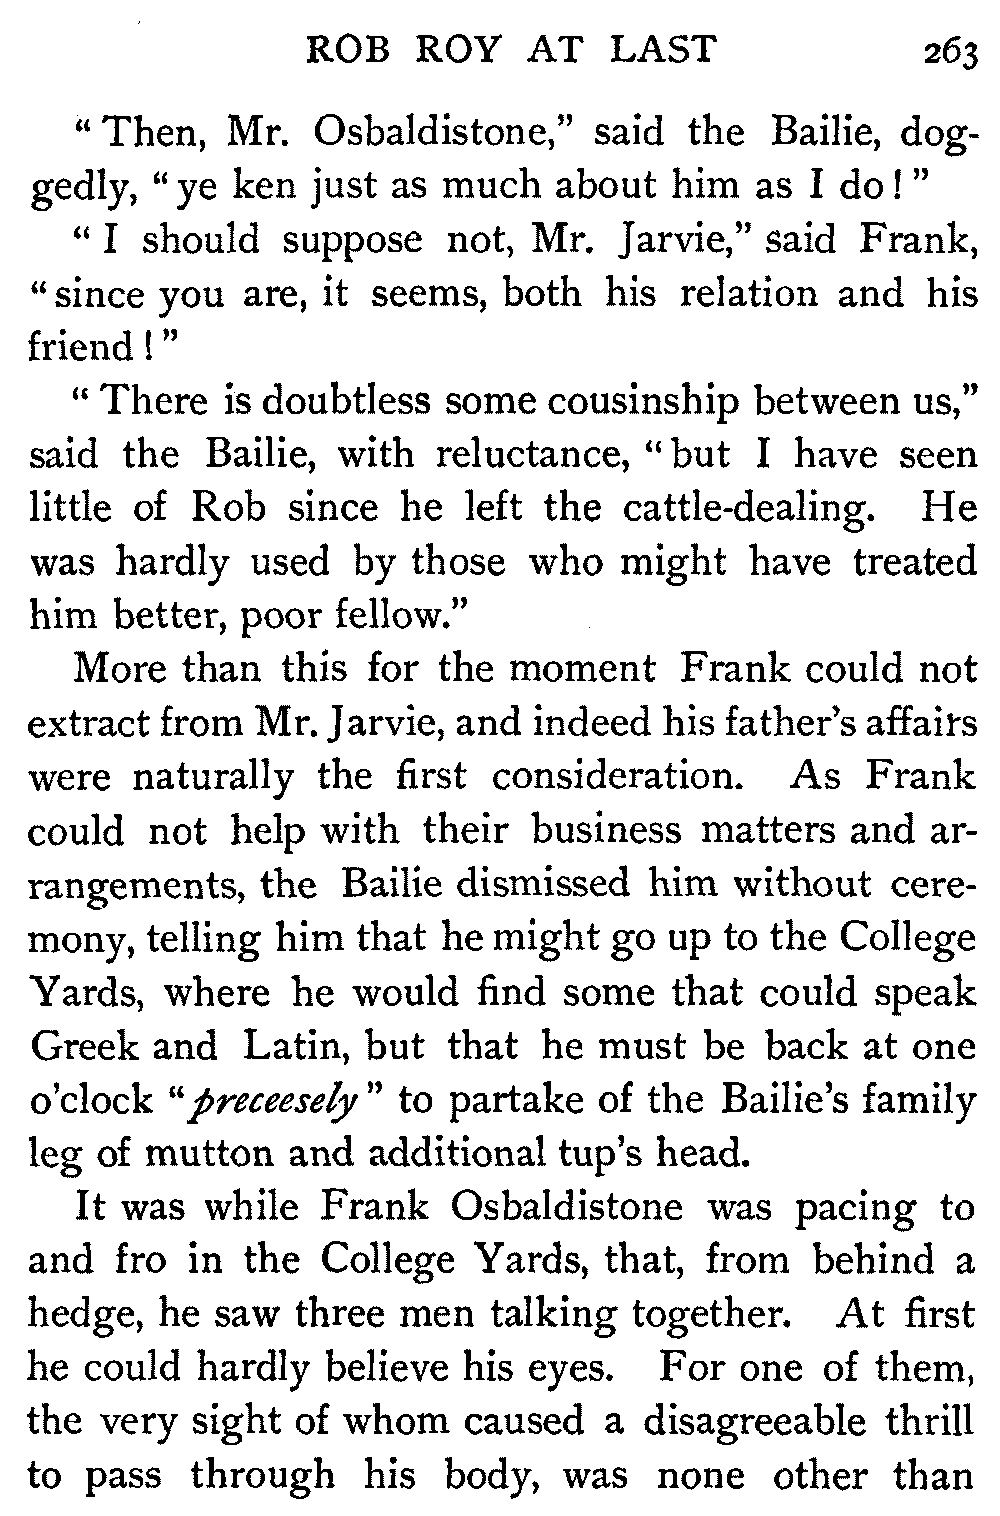 ROB ROY AT LAST 263
“ Then, Mr. Osbaldistone,” said the Bailie, dog-
gedly, “ ye ken just as much about him as I do ! ”
“ I should suppose not, Mr. Jarvie,” said Frank,
“ since you are, it seems, both his relation and his
friend ! ”
“ There is doubtless some cousinship between us,”
said the Bailie, with reluctance, “ but I have seen
little of Rob since he left the cattle-dealing. He
was hardly used by those who might have treated
him better, poor fellow.”
More than this for the moment Frank could not
extract from Mr. Jarvie, and indeed his father’s affairs
were naturally the first consideration. As Frank
could not help with their business matters and ar-
rangements, the Bailie dismissed him without cere-
mony, telling him that he might go up to the College
Yards, where he would find some that could speak
Greek and Latin, but that he must be back at one
o’clock “ preceesely ” to partake of the Bailie’s family
leg of mutton and additional tup’s head.
It was while Frank Osbaldistone was pacing to
and fro in the College Yards, that, from behind a
hedge, he saw three men talking together. At first
he could hardly believe his eyes. For one of them,
the very sight of whom caused a disagreeable thrill
to pass through his body, was none other than